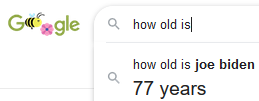 Google
how old is
how old is joe biden
77 years